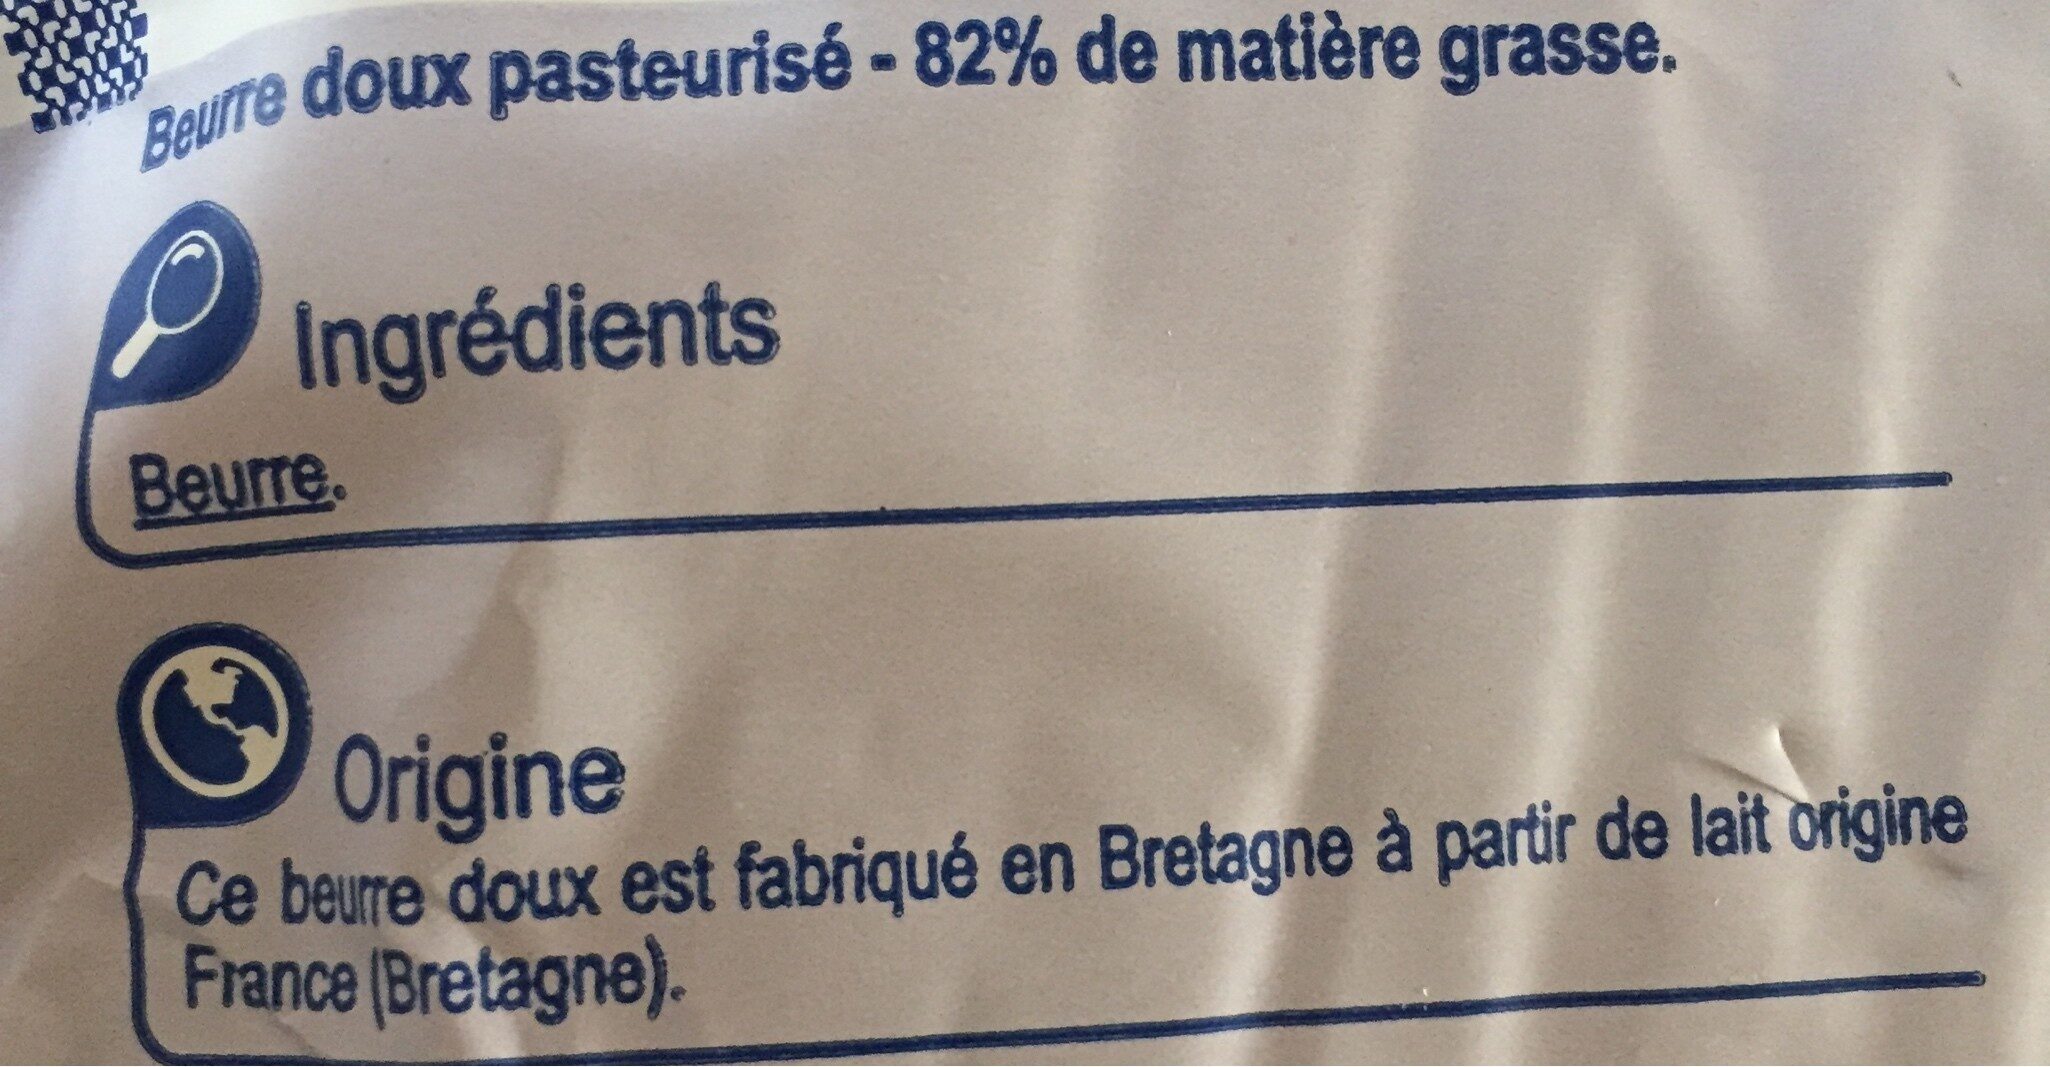 Beurre doux pasteurisé - 82% de matière grasse.
Ingrédients
Beurre.
Origine
Ce beurre doux est fabriqué en Bretagne à partir de lait origine
France (Bretagne).